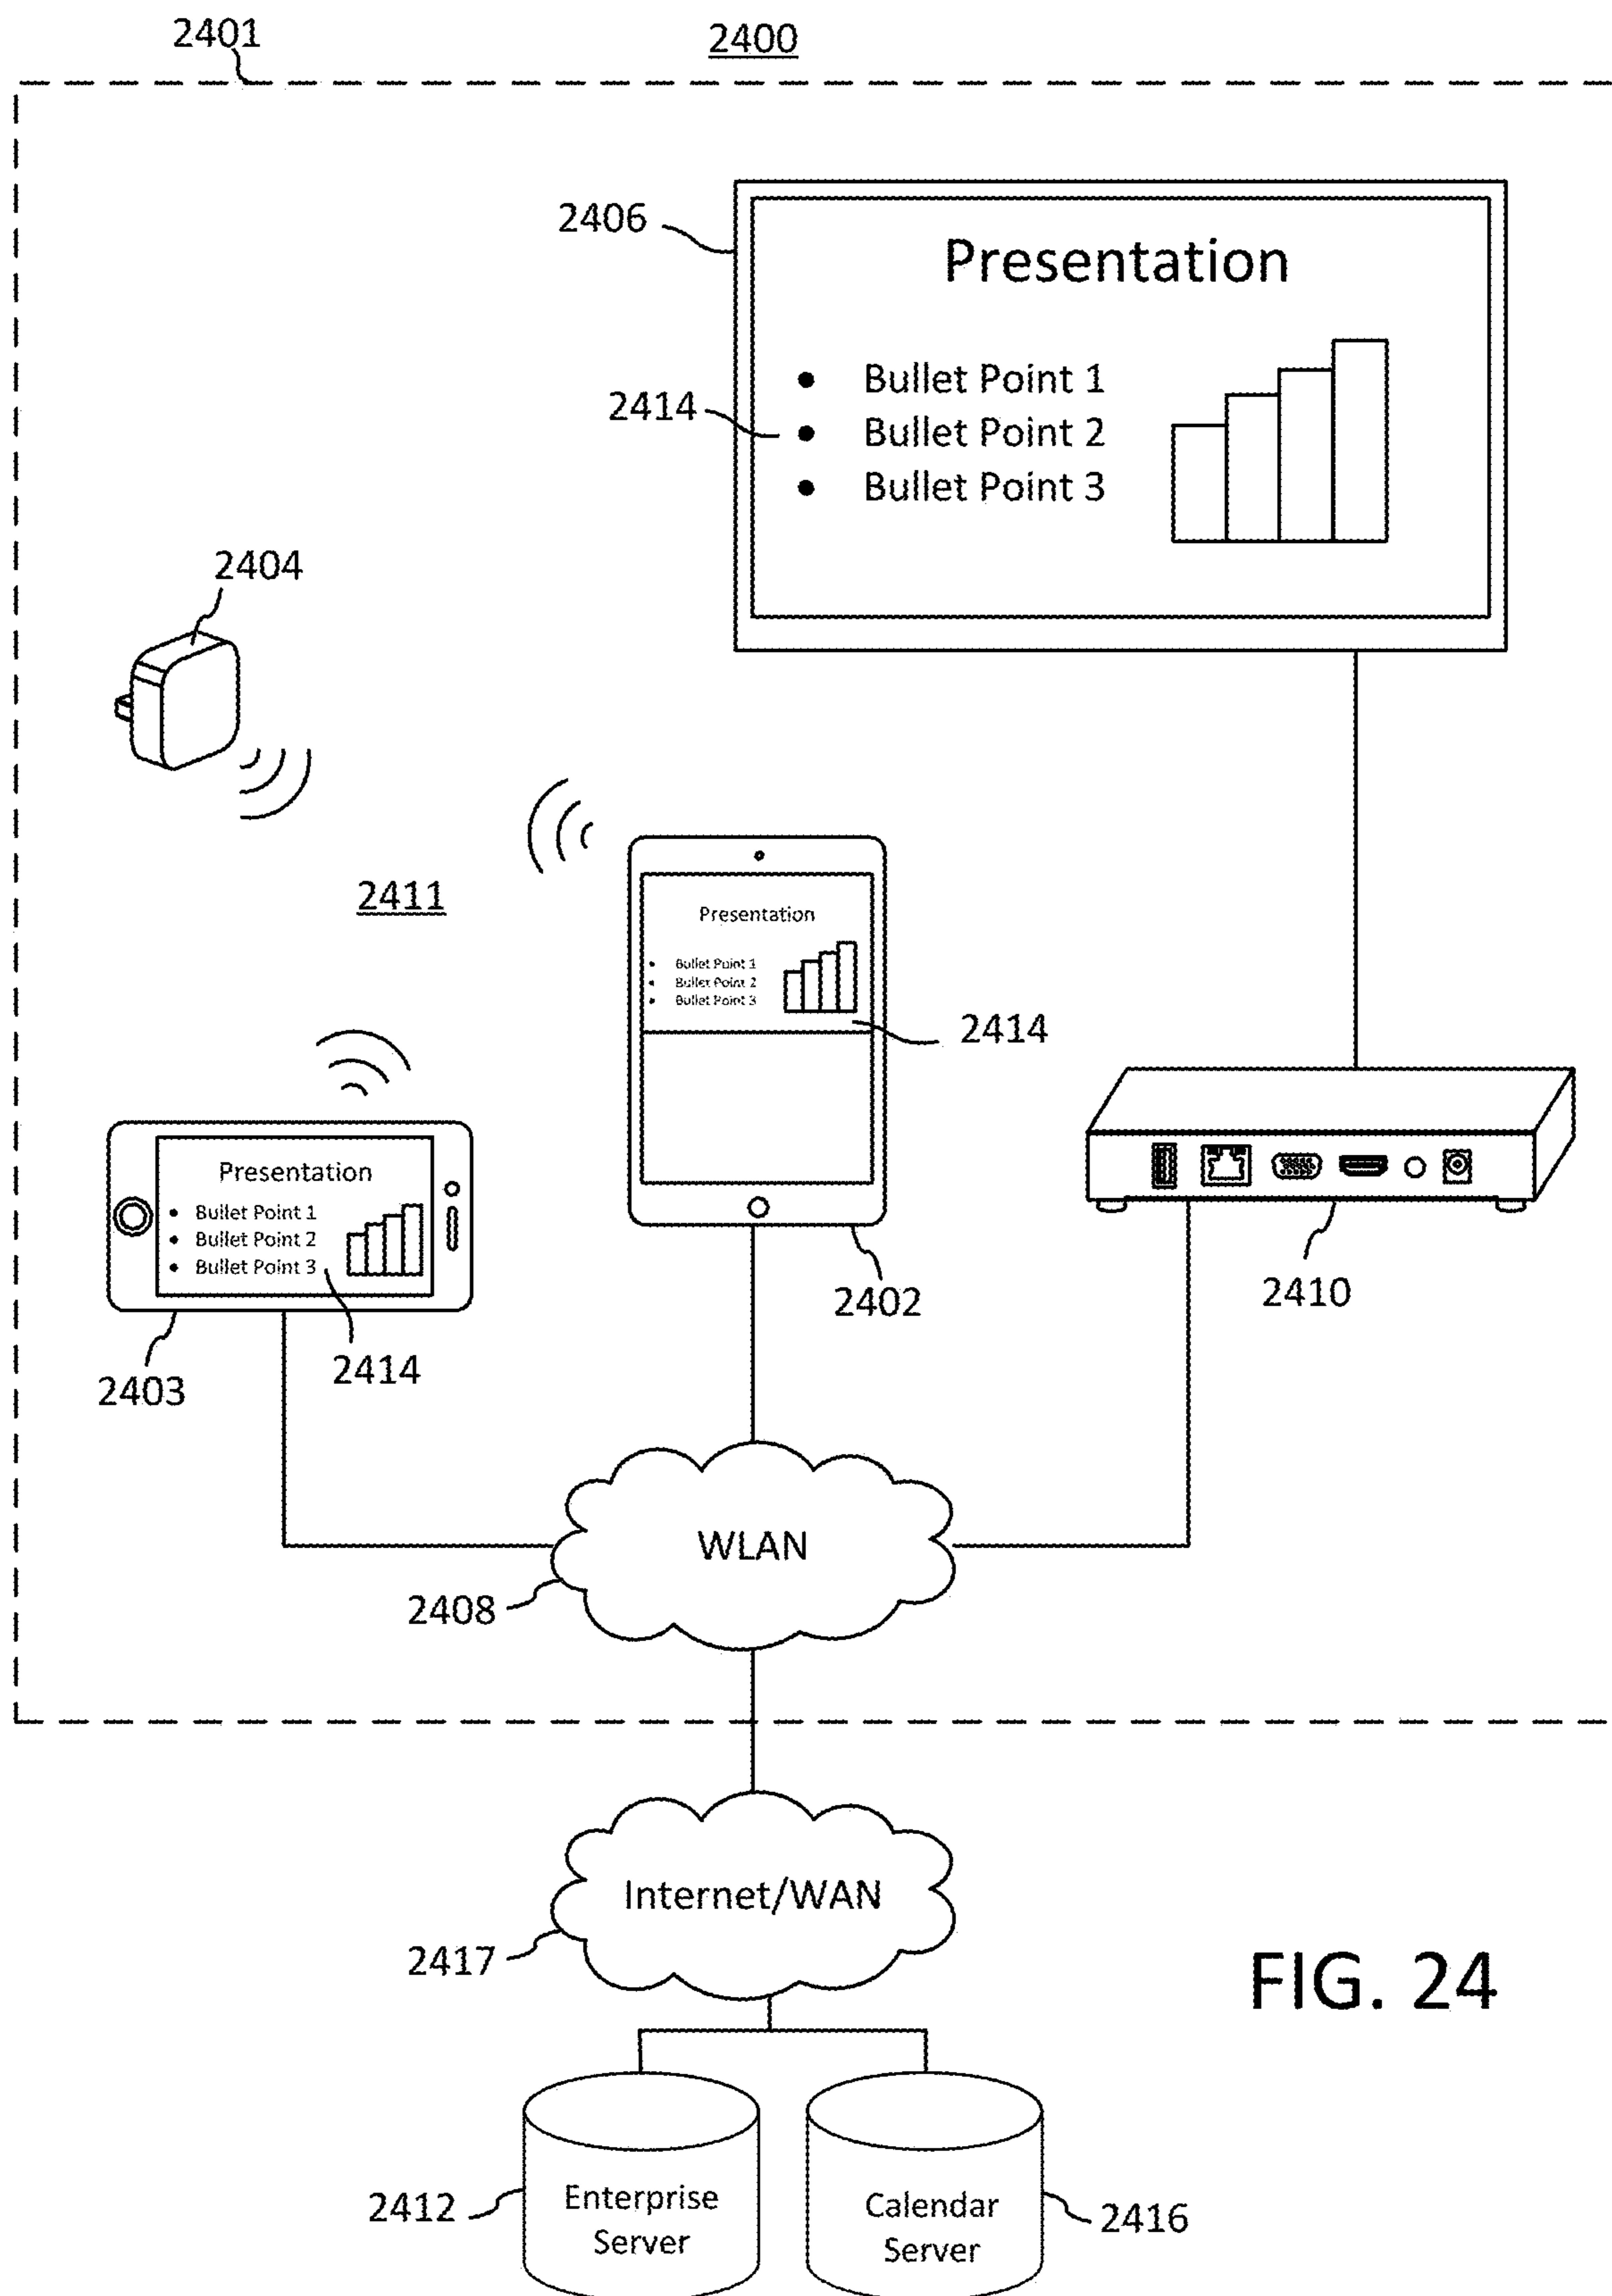 2401
2400
2406
Presentation
• Bullet Point 1
2414
• Bullet Point 2
• Bullet Point 3
2404
2411
Presentation
• Bullet Point 1
• Bullet Point 2
• Bullet Point 3
2414
Presentation
• Bullet Point 1
• Bullet Point 2
• Bullet Point 3
2402
2410
2403
2414
WLAN
2408
Internet/WAN
2417
FIG. 24
2412
Enterprise
Server
Calendar
Server
2416